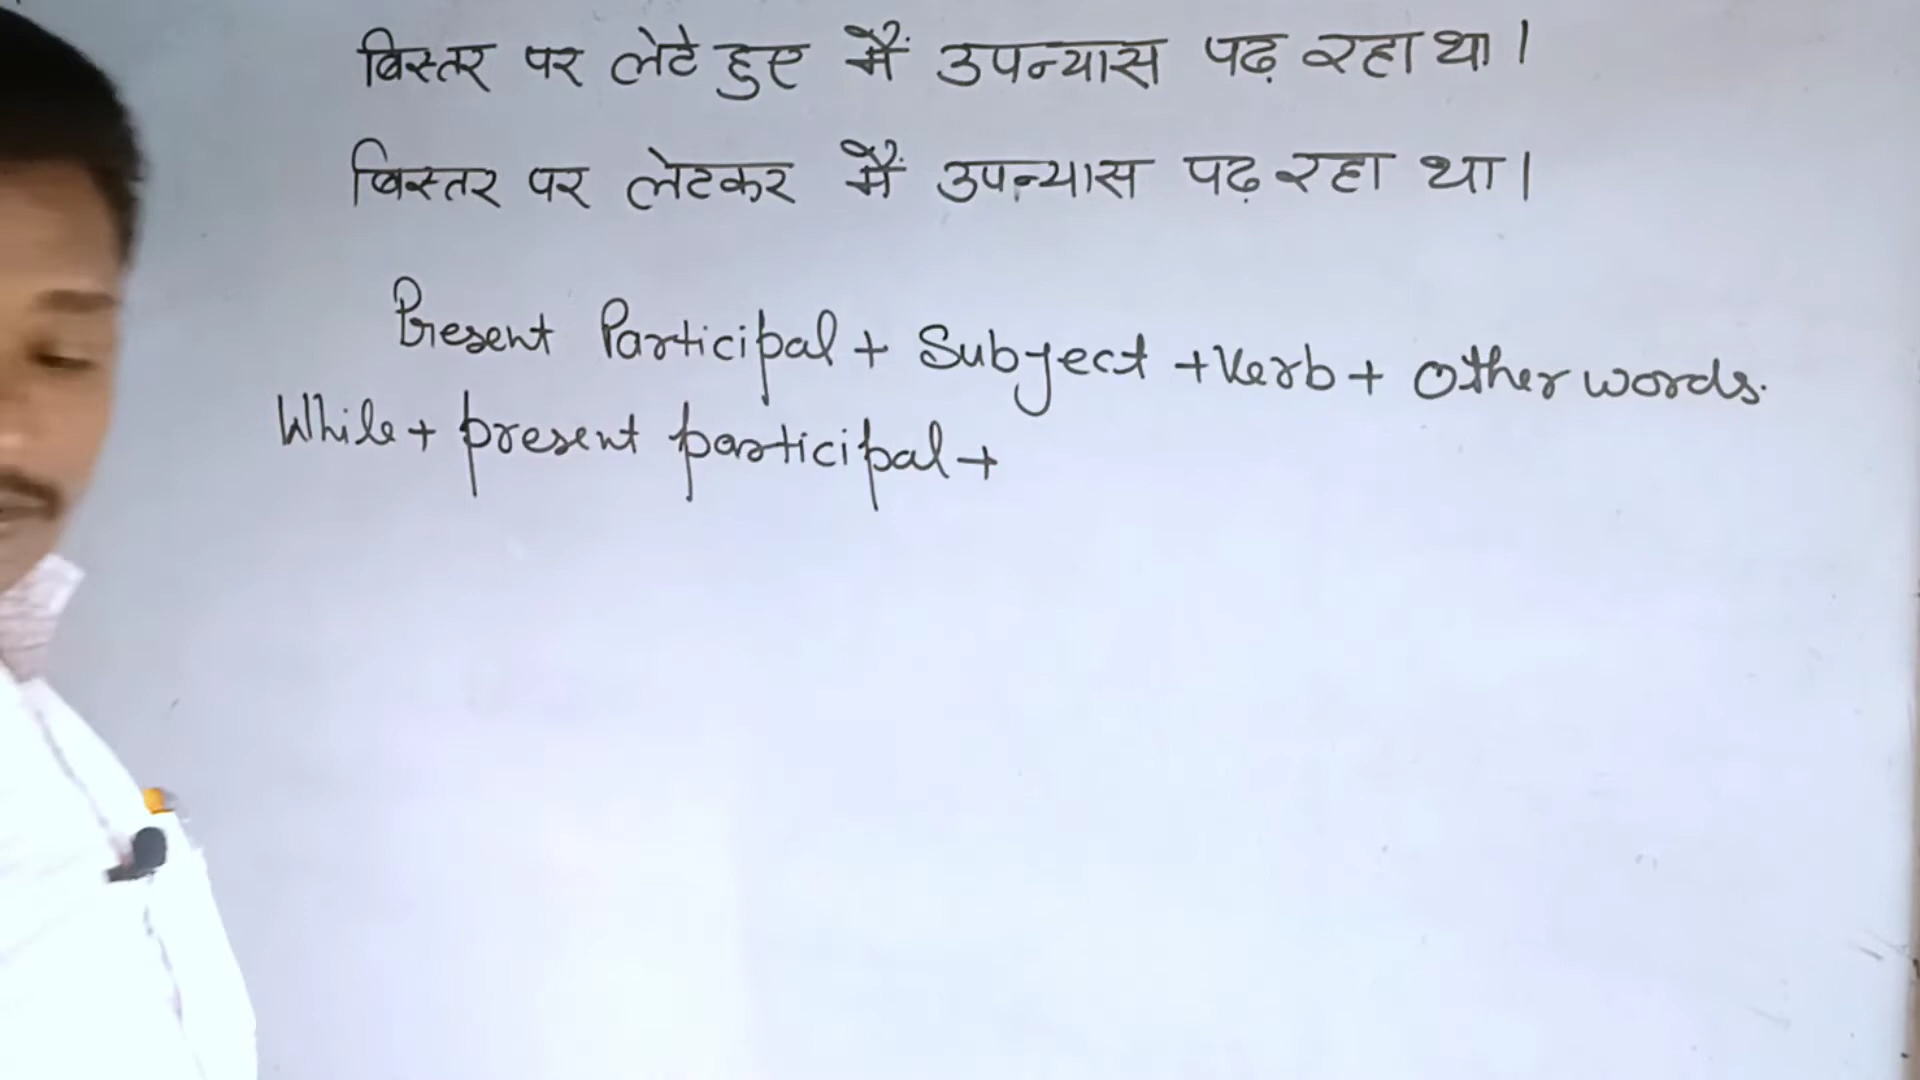 बिस्तर पर लेटे हुए मैं उपन्यास पढ़ रहा था।
बिस्तर पर लेटकर मैं उपन्यास पढ़ रहा था।
Present Participal + Subject + Verb + Other words.
While + present participal +